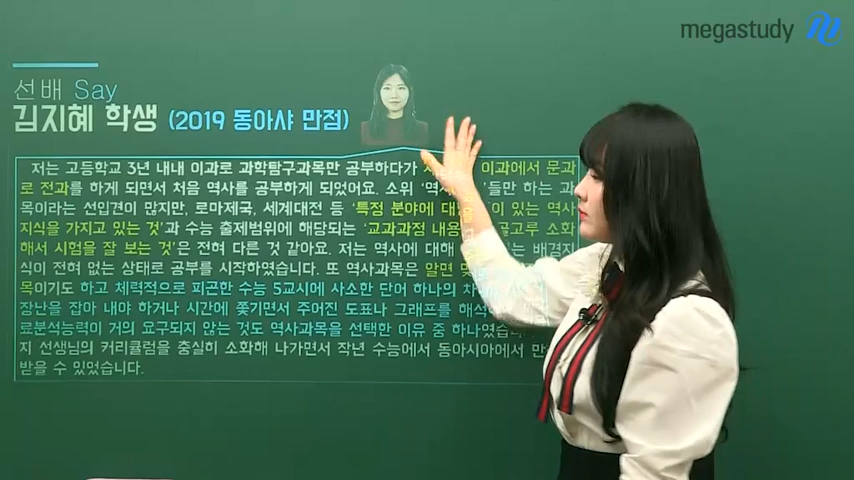 megastudy
선배 Say
김지혜 학생 (2019 동아샤 만점)
저는 고등학교 3년 내내 이과로 과학탐구과목만 공부하다가 이과에서 문과
로 전과를 하게 되면서 처음 역사를 공부하게 되었어요. 소위 '역사 '들만 하는 과
목이라는 선입견이 많지만, 로마제국, 세계대전 등 '특정 분야에 대 이 있는 역사
지식을 가지고 있는 것'과 수능 출제범위에 해당되는 '교과과정 내용 골고루 소화
해서 시험을 잘 보는 것'은 전혀 다른 것 같아요. 저는 역사에 대해 는 배경지
식이 전혀 없는 상태로 공부를 시작하였습니다. 또 역사과목은 알면
목이기도 하고 체력적으로 피곤한 수능 5교시에 사소한 단어 하나의
장난을 잡아 내야 하거나 시간에 쫓기면서 주어진 도표나 그래프를 해석
로분석능력이 거의 요구되지 않는 것도 역사과목을 선택한 이유 중 하나였습
지 선생님의 커리큘럼을 충실히 소화해 나가면서 작년 수능에서 동아시아에서 만
받을 수 있었습니다.